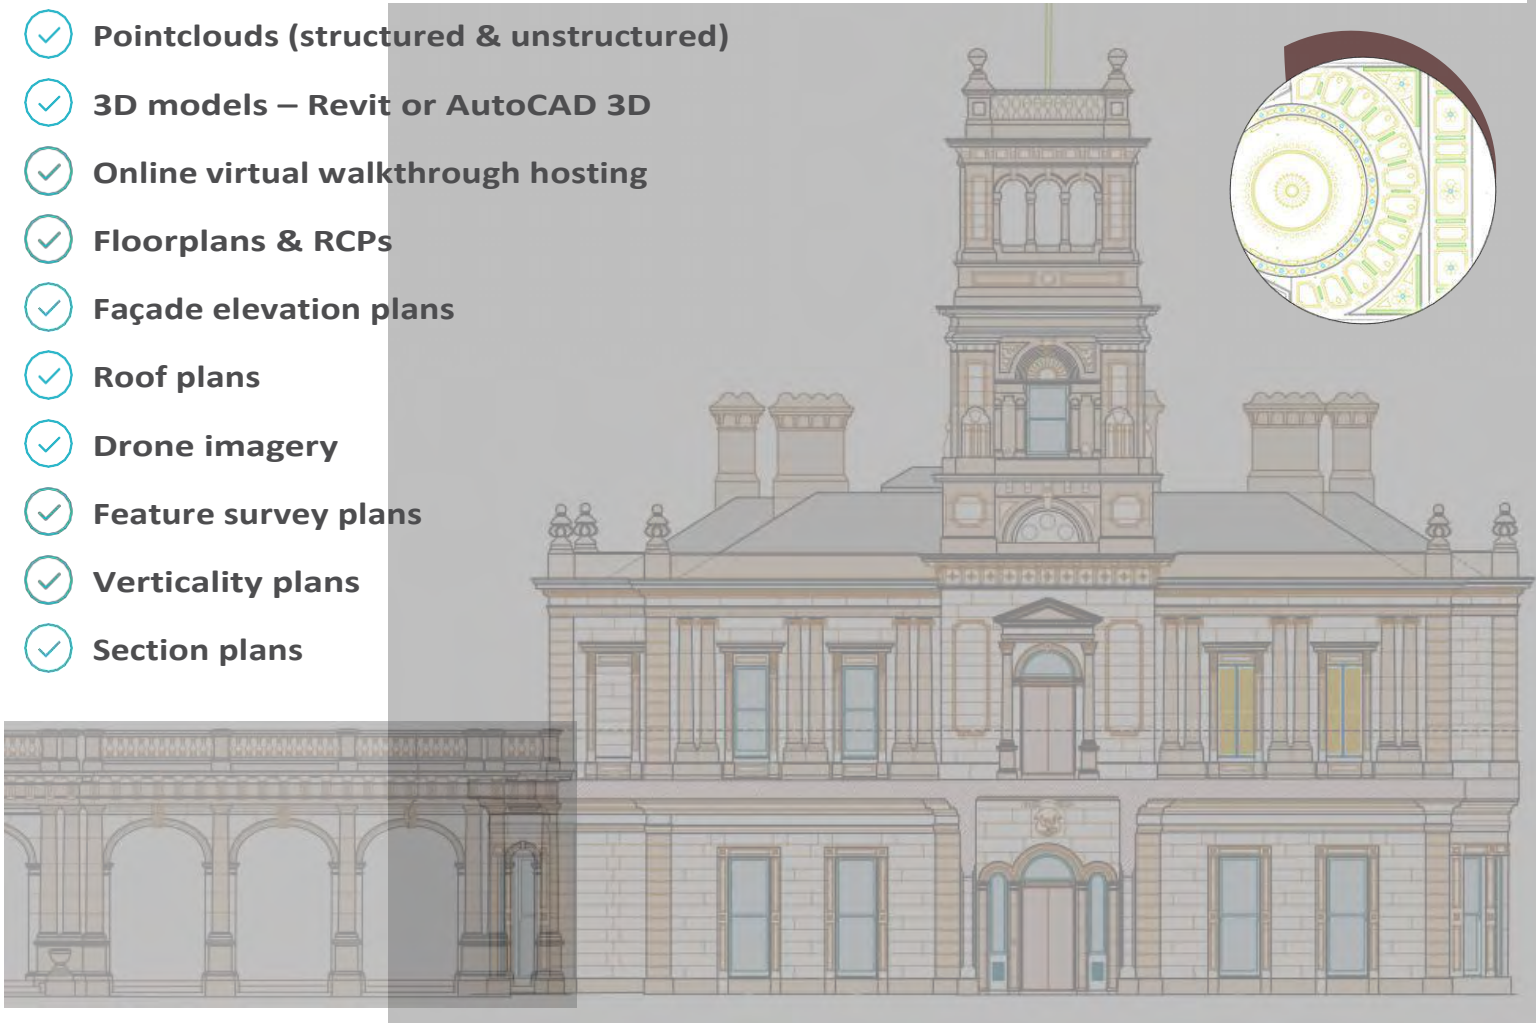 Pointclouds (structured & unstructured)
3D models – Revit or AutoCAD 3D
Online virtual walkthrough hosting
Floorplans & RCPs
Façade elevation plans
Roof plans
Drone imagery
Feature survey plans
Verticality plans
Section plans